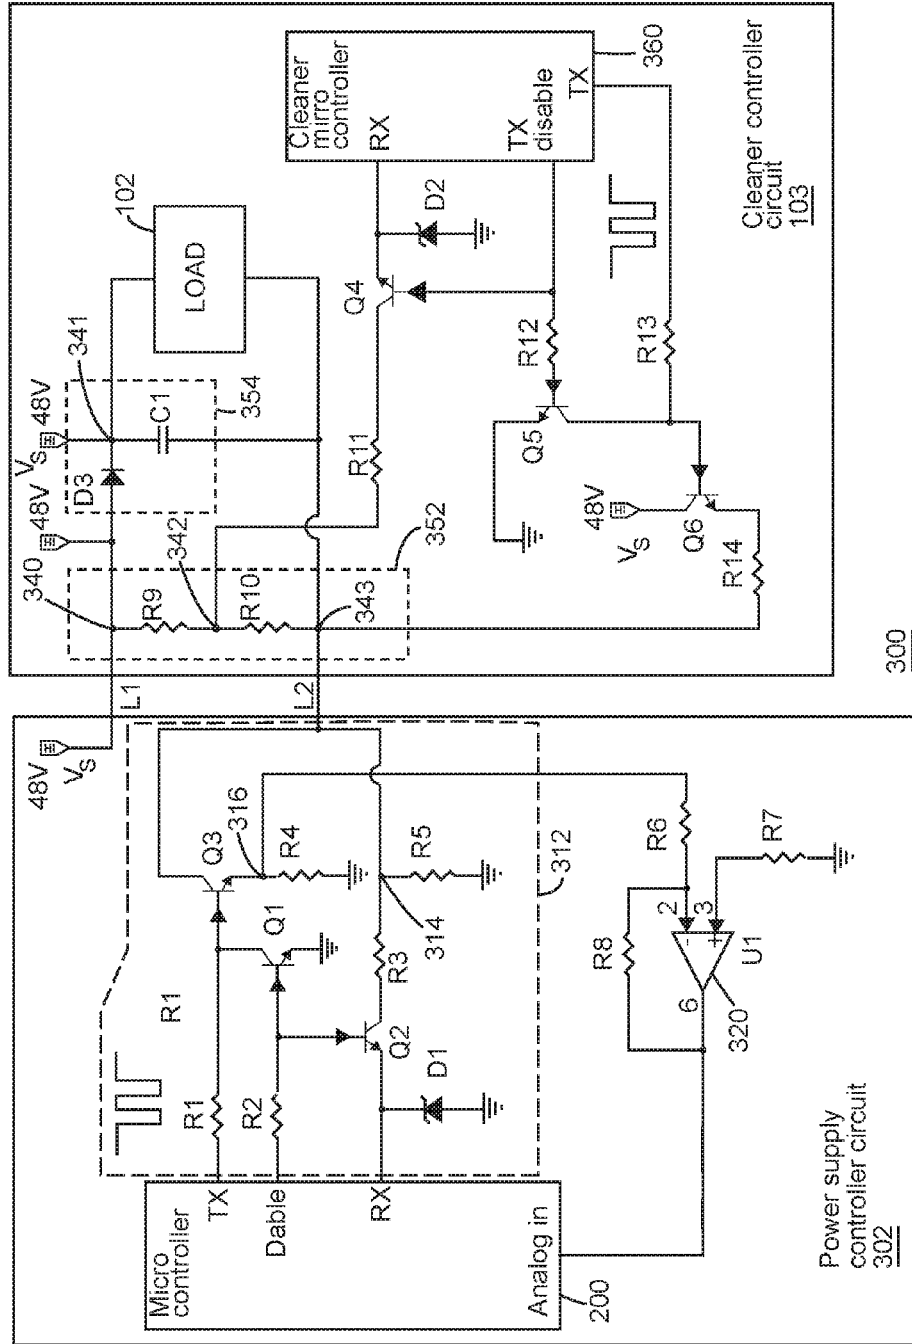 Cleaner
mirro
controller
RX
TX
disable
TX
360
102
LOAD
D2
Q4
341
48V
VS
C1
354
D3
R11
R12
R13
Q5
48V
VS
Q6
R14
48V
342
340
R9
R10
343
352
Cleaner controller
circuit
103
L1
L2
300
48V
VS
316
Q3
R4
Q1
R5
312
314
R1
R3
Q2
D1
R1
R2
R6
R7
R8
2
3
-
+
6
U1
320
Micro
controller
TX
Dable
RX
Analog in
200
Power supply
controller circuit
302